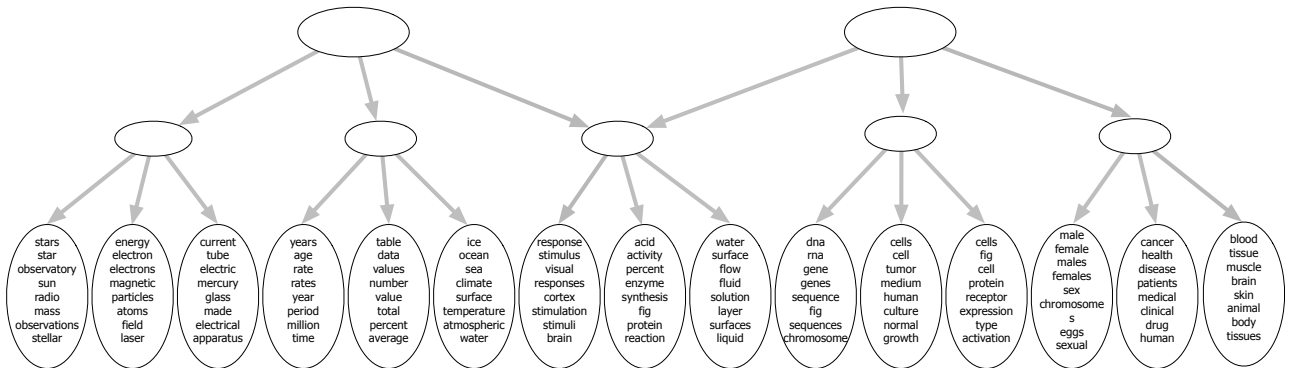 stars
star
observatory
sun
radio
mass
observations
stellar
energy
electron
electrons
magnetic
particles
atoms
field
laser
current
tube
electric
mercury
glass
made
electrical
apparatus
years
age
rate
rates
year
period
million
time
table
data
values
number
value
total
percent
average
ice
ocean
sea
climate
surface
temperature
atmospheric
water
response
stimulus
visual
responses
cortex
stimulation
stimuli
brain
acid
activity
percent
enzyme
synthesis
fig
protein
reaction
water
surface
flow
fluid
solution
layer
surfaces
liquid
dna
rna
gene
genes
sequence
fig
sequences
chromosome
cells
cell
tumor
medium
human
culture
normal
growth
cells
fig
cell
protein
receptor
expression
type
activation
male
female
males
females
sex
chromosome
s
eggs
sexual
cancer
health
disease
patients
medical
clinical
drug
human
blood
tissue
muscle
brain
skin
animal
body
tissues